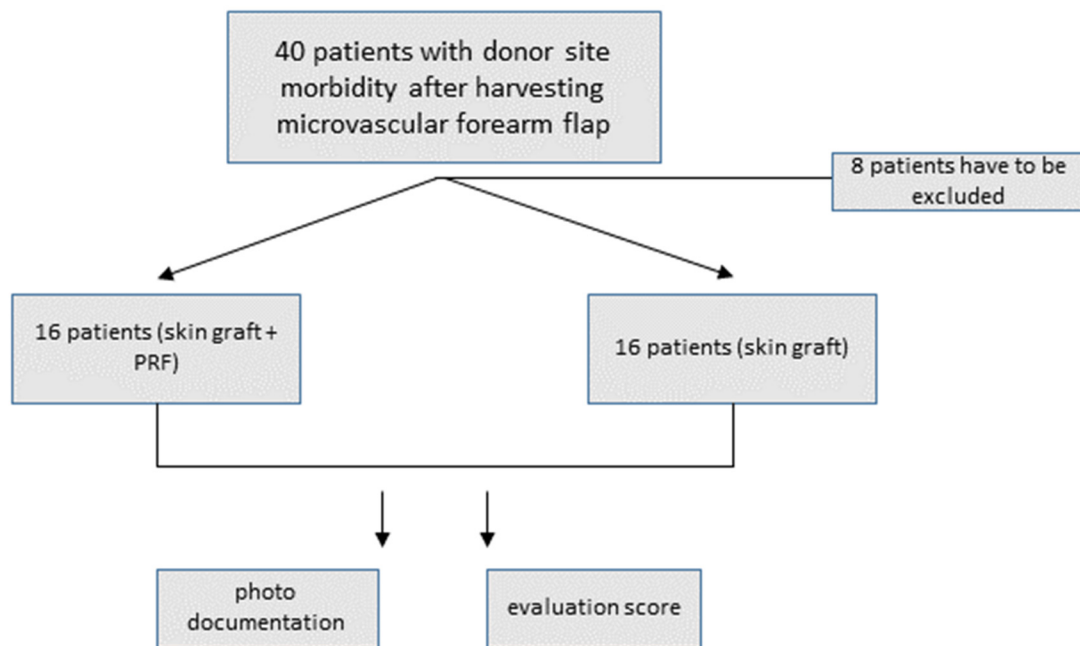 40 patients with donor site
morbidity after harvesting
microvascular forearm flap
8 patients have to be
excluded
16 patients (skin graft +
PRF)
16 patients (skin graft)
photo
documentation
evaluation score